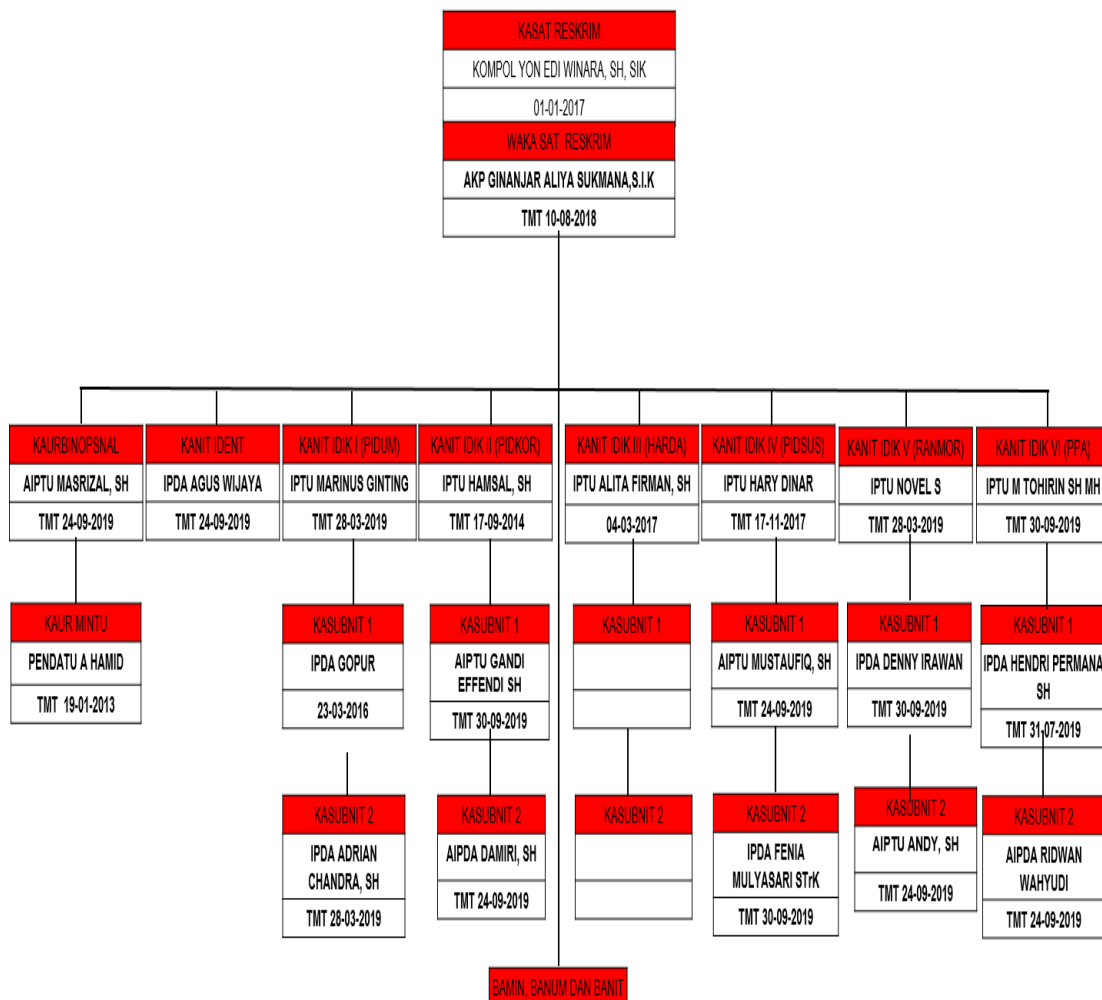 KASAT RESKRIM
KOMPOL YON EDI WINARA, SH, SIK
01-01-2017
WAKA SAT RESKRIM
AKP GINANJAR ALIYA SUKMANA,S.I.K
TMT 10-08-2018
KAURBINOPSNAL
AIPTU MASRIZAL, SH
TMT 24-09-2019
KANIT IDENT
IPDA AGUS WIJAYA
TMT 24-09-2019
KANIT IDIK I (PIDUM)
IPTU MARINUS GINTING
TMT 28-03-2019
KANIT IDIK II (PIDKOR)
IPTU HAMSAL, SH
TMT 17-09-2014
KANIT IDIK III (HARDA)
IPTU ALITA FIRMAN, SH
04-03-2017
KANIT IDIK IV (PIDSUS)
IPTU HARY DINAR
TMT 17-11-2017
KANIT IDIK V (RANMOR)
IPTU NOVEL S
TMT 28-03-2019
KANIT IDIK VI (PPA)
IPTU M TOHIRIN SH MH
TMT 30-09-2019
KAUR MINTU
PENDATU A HAMID
TMT 19-01-2013
KASUBNIT 1
IPDA GOPUR
23-03-2016
KASUBNIT 1
AIPTU GANDI
EFFENDI SH
TMT 30-09-2019
KASUBNIT 1
KASUBNIT 1
AIPTU MUSTAUFIQ, SH
TMT 24-09-2019
KASUBNIT 1
IPDA DENNY IRAWAN
TMT 30-09-2019
KASUBNIT 1
IPDA HENDRI PERMANA
SH
TMT 31-07-2019
KASUBNIT 2
IPDA ADRIAN
CHANDRA, SH
TMT 28-03-2019
KASUBNIT 2
AIPDA DAMIRI, SH
TMT 24-09-2019
KASUBNIT 2
KASUBNIT 2
IPDA FENIA
MULYASARI STrK
TMT 30-09-2019
KASUBNIT 2
AIPTU ANDY, SH
TMT 24-09-2019
KASUBNIT 2
AIPDA RIDWAN
WAHYUDI
TMT 24-09-2019
BAMIN, BANUM DAN BANIT